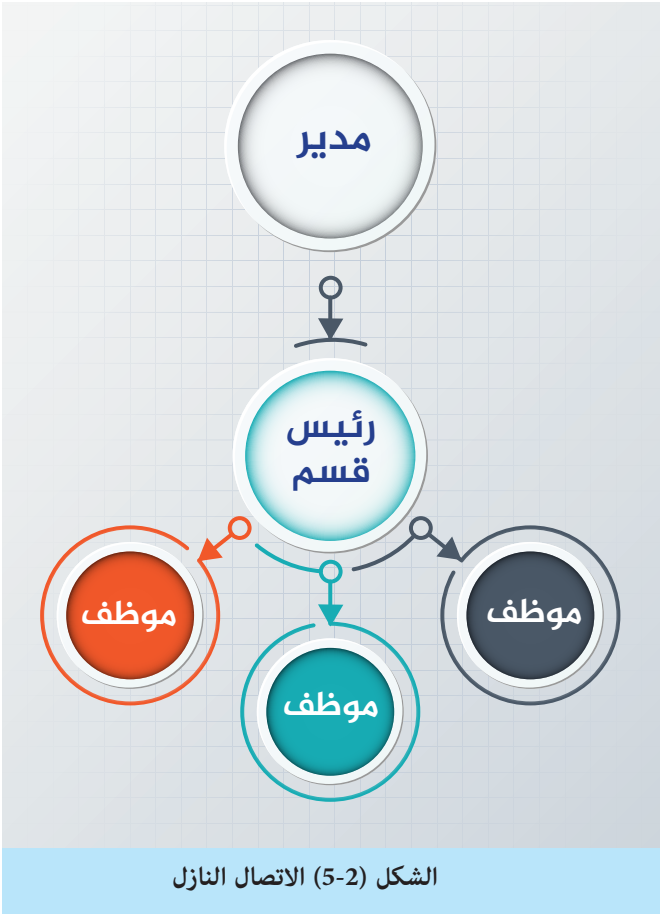 مدير
رئيس
قسم
موظف
موظف
موظف
الشكل (2-5) الاتصال النازل